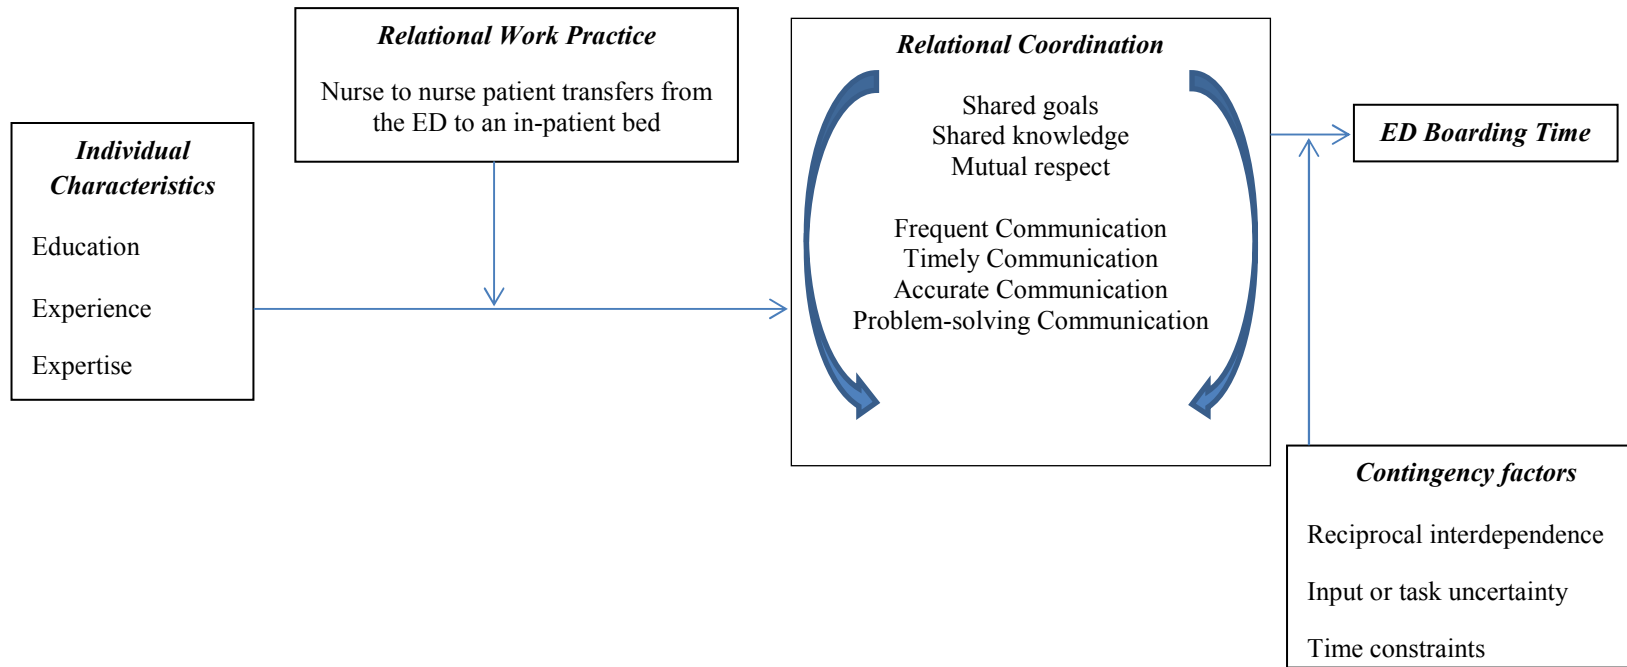 Individual
Characteristics
Education
Experience
Expertise
Relational Work Practice
Nurse to nurse patient transfers from
the ED to an in-patient bed
Relational Coordination
Shared goals
Shared knowledge
Mutual respect
Frequent Communication
Timely Communication
Accurate Communication
Problem-solving Communication
ED Boarding Time
Contingency factors
Reciprocal interdependence
Input or task uncertainty
Time constraints